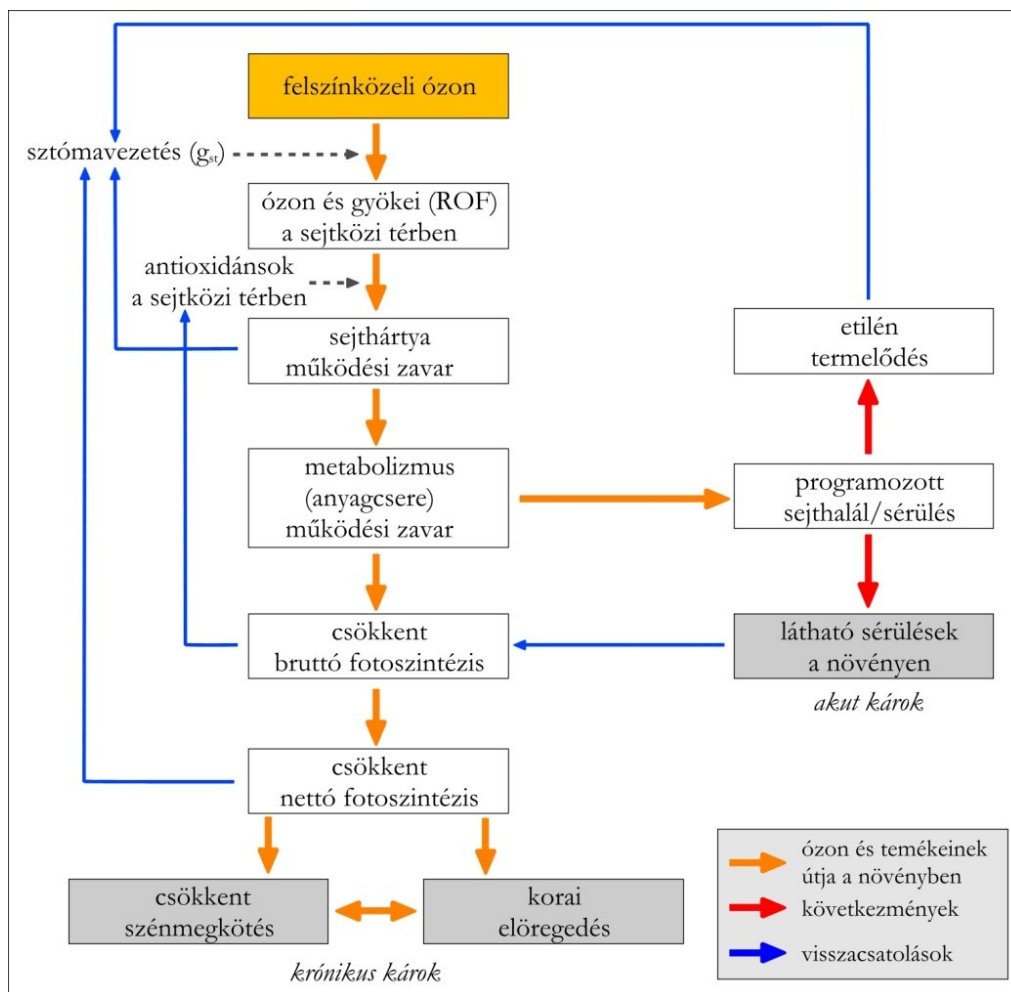 felszínközeli ózon
sztómavezetés (gst)
ózon és gyökei (ROF)
a sejtközi térben
antioxidánsok
a sejtközi térben
sejthártya
működési zavar
etilén
termelődés
metabolizmus
(anyagcsere)
működési zavar
programozott
sejthalál/sérülés
csökkent
bruttó fotoszintézis
látható sérülések
a növényen
akut károk
csökkent
nettó fotoszintézis
csökkent
szénmegkötés
korai
elöregedés
krónikus károk
ózon és temékeinek
útja a növényben
következmények
visszacsatolások